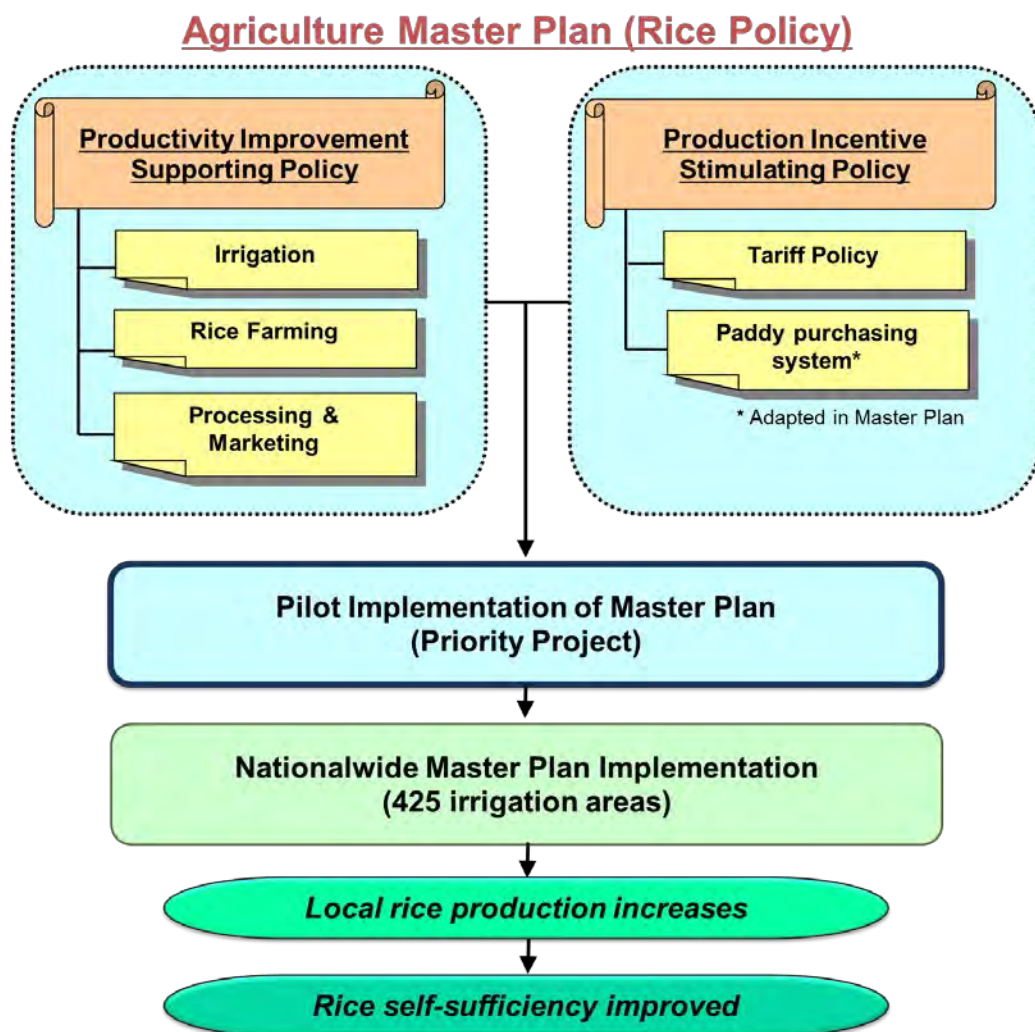 Agriculture Master Plan (Rice Policy)
Productivity Improvement
Supporting Policy
Irrigation
Rice Farming
Processing &
Marketing
Production Incentive
Stimulating Policy
Tariff Policy
Paddy purchasing
system*
* Adapted in Master Plan
Pilot Implementation of Master Plan
(Priority Project)
Nationalwide Master Plan Implementation
(425 irrigation areas)
Local rice production increases
Rice self-sufficiency improved